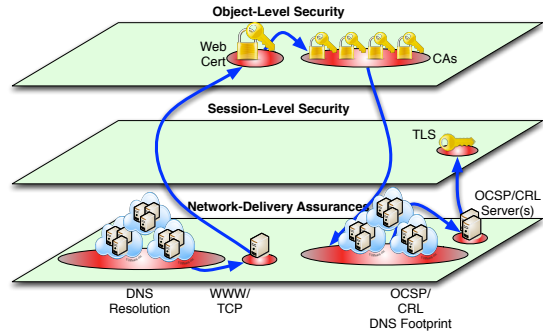 Object-Level Security
Web
Cert
CAs
Session-Level Security
TLS
OCSP/CRL
Server(s)
Network-Delivery Assurances
DNS
Resolution
WWW/
TCP
OCSP/
CRL
DNS Footprint